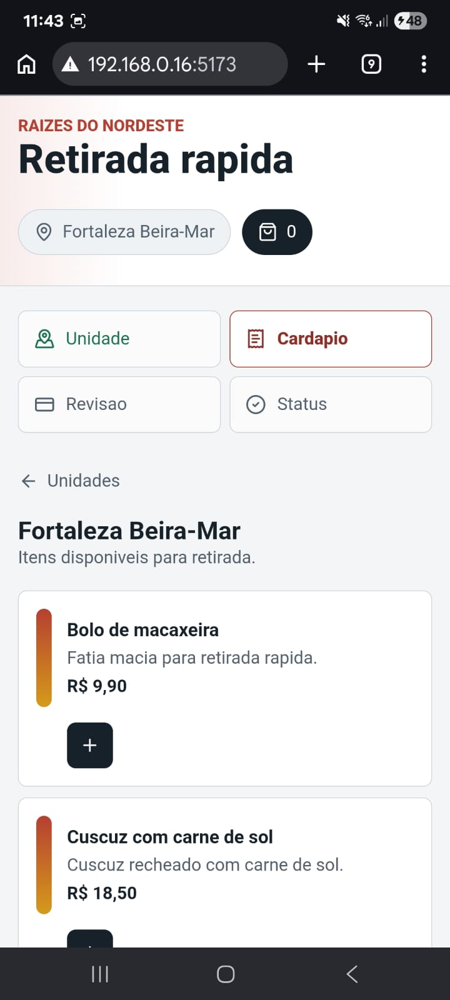 11:43
48
192.168.0.16:5173
9
RAIZES DO NORDESTE
Retirada rapida
Fortaleza Beira-Mar
0
Unidade
Cardapio
Revisao
Status
Unidades
Fortaleza Beira-Mar
Itens disponiveis para retirada.
Bolo de macaxeira
Fatia macia para retirada rapida.
R$ 9,90
+
Cuscuz com carne de sol
Cuscuz recheado com carne de sol.
R$ 18,50